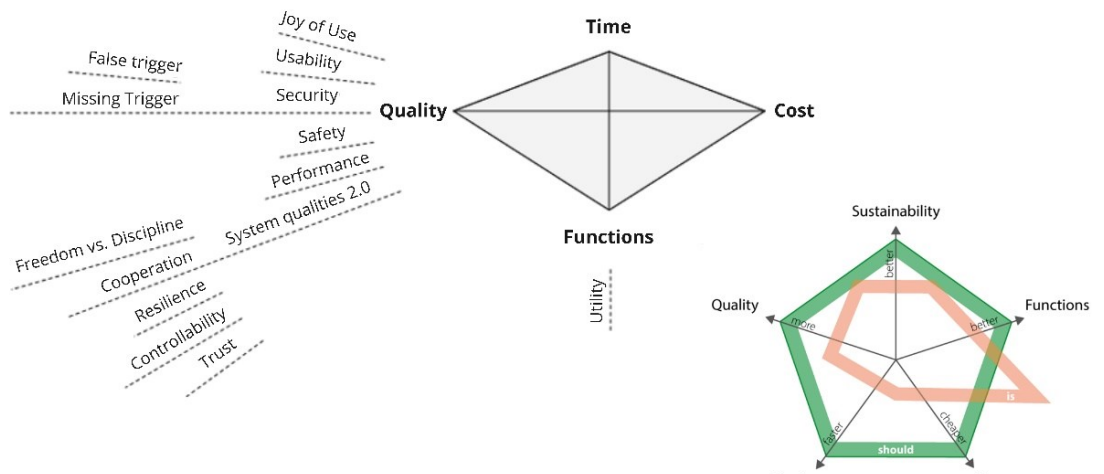 Joy of Use
Usability
Security
False trigger
Missing Trigger
Time
Quality
Cost
Safety
Performance
System qualities 2.0
Freedom vs. Discipline
Cooperation
Resilience
Controllability
Trust
Functions
Utility
Sustainability
better
Quality
more
Functions
better
is
faster
cheaper
should